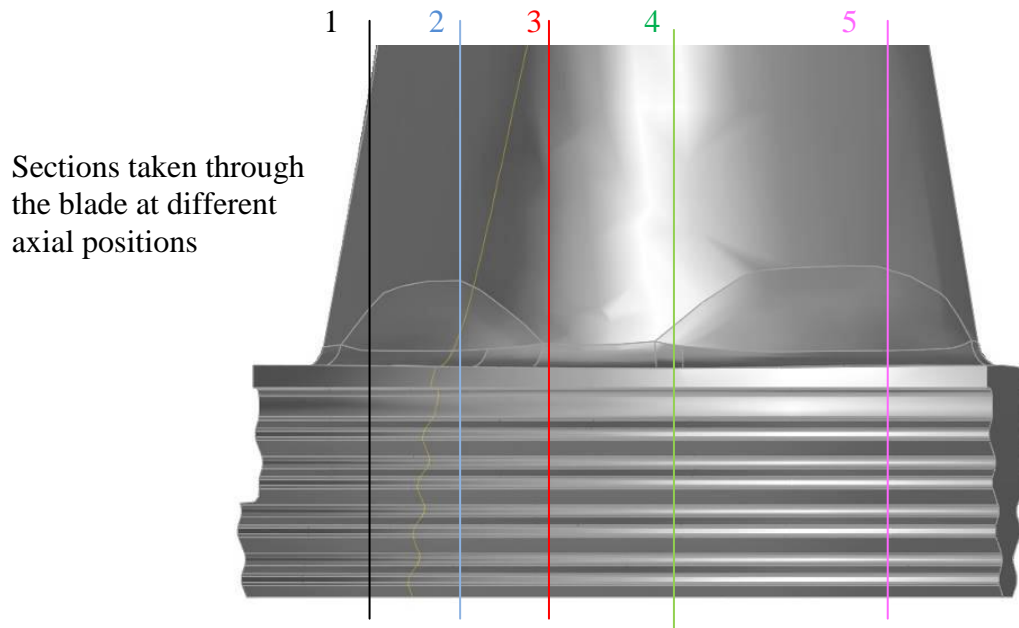 1 2 3 4 5
Sections taken through
the blade at different
axial positions